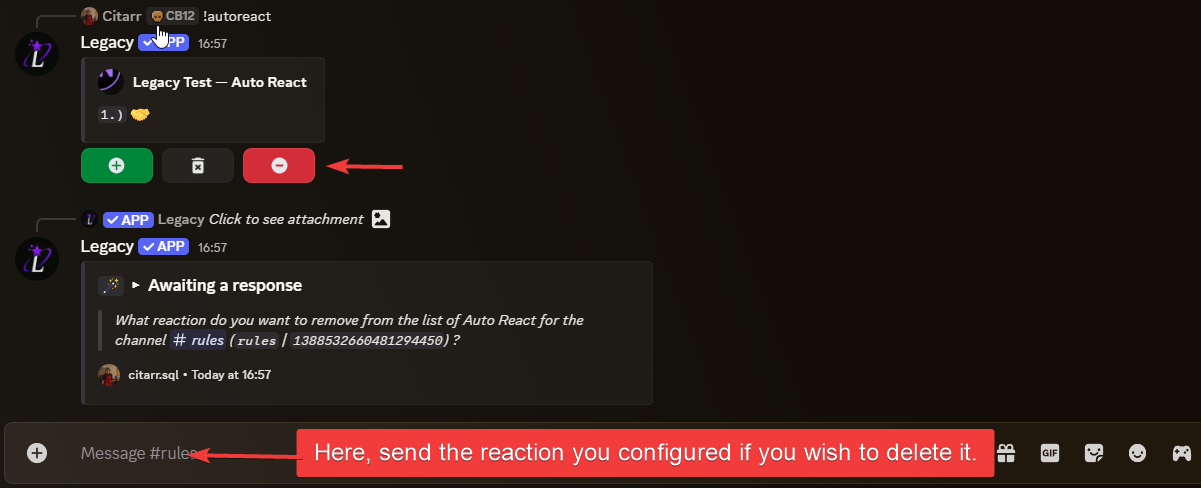 Citarr CB12 !autoreact
Legacy APP 16:57
Legacy Test — Auto React
1.)
APP Legacy Click to see attachment
Legacy APP 16:57
Awaiting a response
What reaction do you want to remove from the list of Auto React for the
channel # rules (rules | 1388532660481294450) ?
citarr.sql • Today at 16:57
Message #rules
Here, send the reaction you configured if you wish to delete it.
GIF